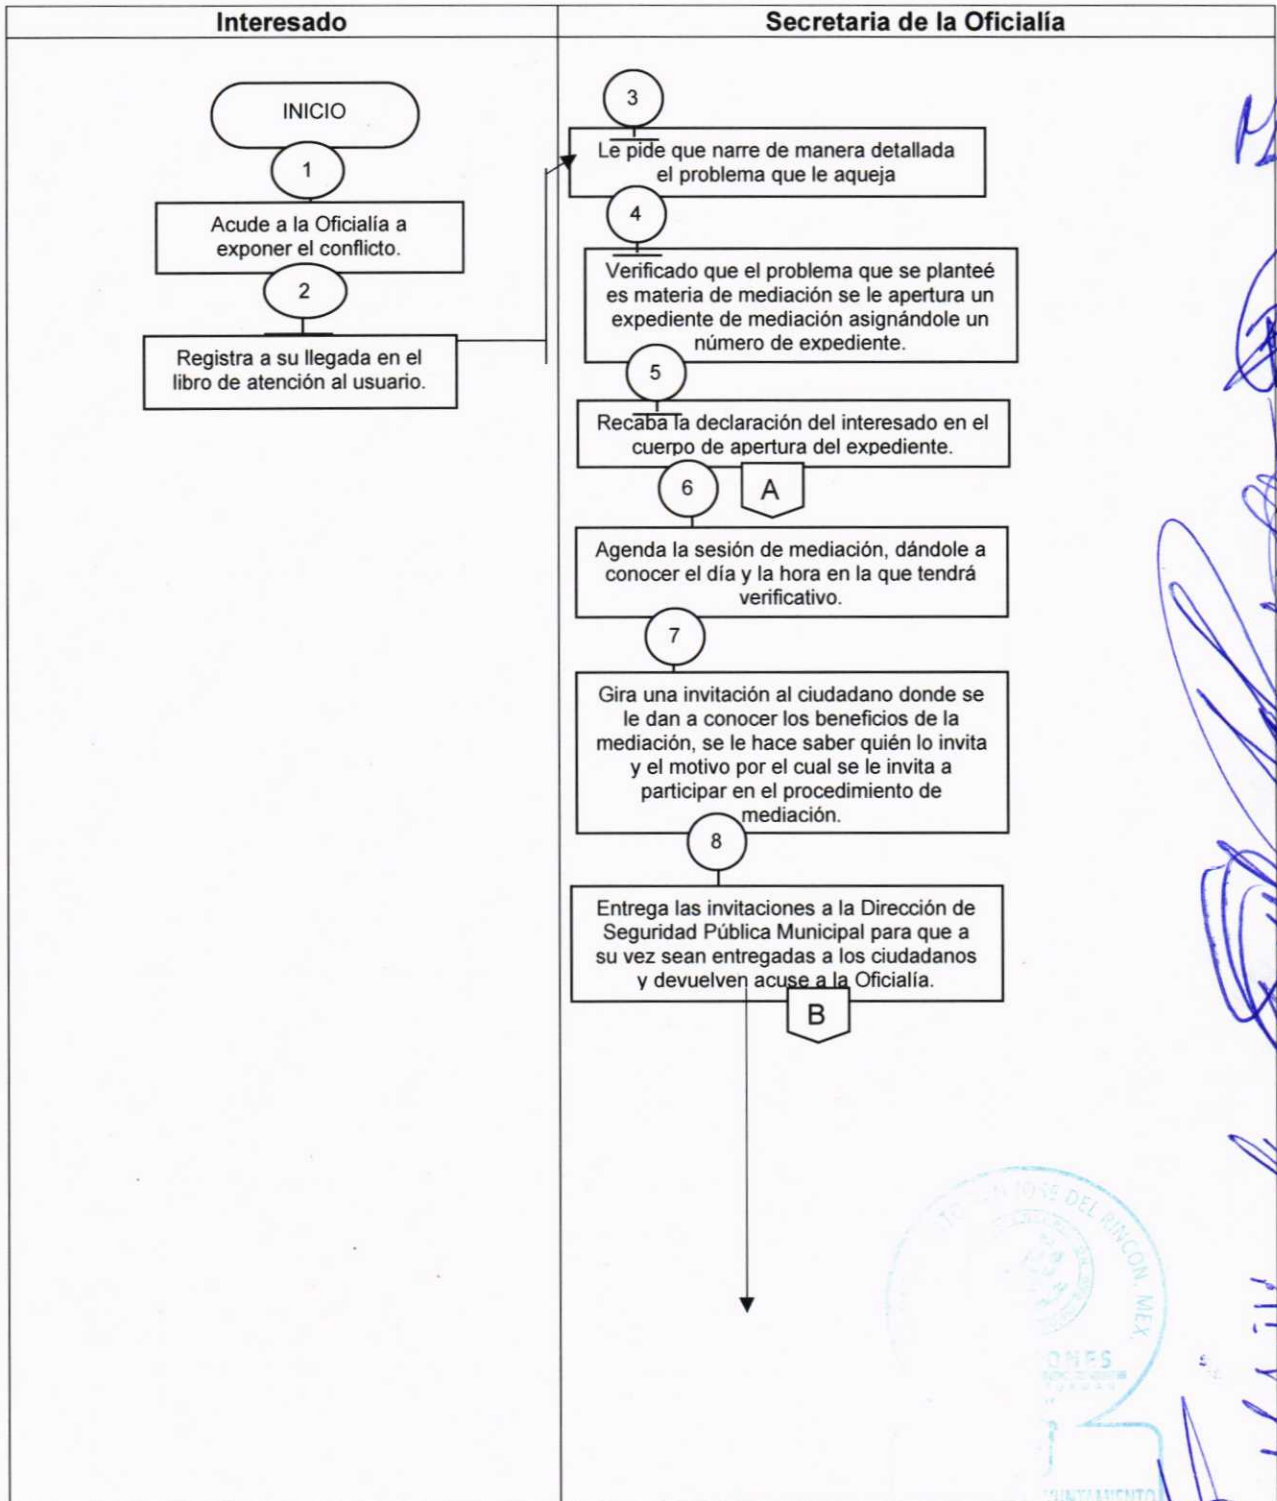 Interesado
Secretaria de la Oficialía
INICIO
1
Acude a la Oficialía a
exponer el conflicto.
2
Registra a su llegada en el
libro de atención al usuario.
3
Le pide que narre de manera detallada
el problema que le aqueja
4
Verificado que el problema que se planteé
es materia de mediación se le apertura un
expediente de mediación asignándole un
número de expediente.
5
Recaba la declaración del interesado en el
cuerpo de apertura del expediente.
6
A
Agenda la sesión de mediación, dándole a
conocer el día y la hora en la que tendrá
verificativo.
7
Gira una invitación al ciudadano donde se
le dan a conocer los beneficios de la
mediación, se le hace saber quién lo invita
y el motivo por el cual se le invita a
participar en el procedimiento de
mediación.
8
Entrega las invitaciones a la Dirección de
Seguridad Pública Municipal para que a
su vez sean entregadas a los ciudadanos
y devuelven acuse a la Oficialía.
B
JOSE DEL RINCON, MEX